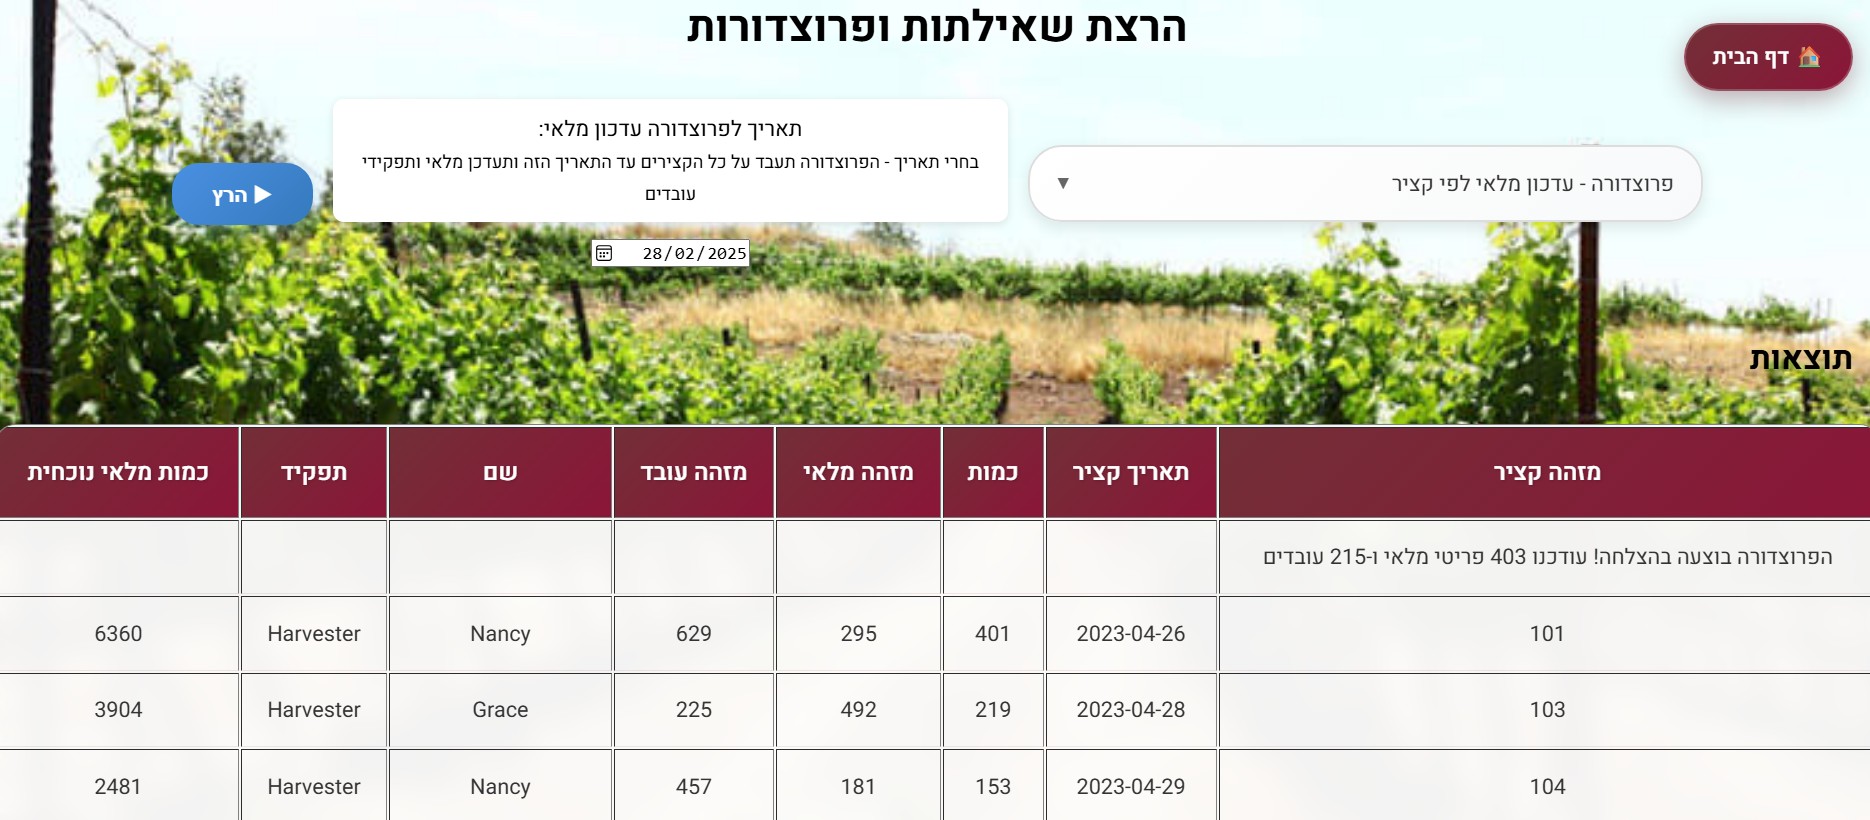 הרצת שאילתות ופרוצדורות
🏠 דף הבית
פרוצדורה - עדכון מלאי לפי קציר ▼
תאריך לפרוצדורה עדכון מלאי:
בחרי תאריך - הפרוצדורה תעבד על כל הקצירים עד התאריך הזה ותעדכן מלאי ותפקידי
עובדים
28/02/2025
▶ הרץ
תוצאות
מזהה קציר תאריך קציר כמות מזהה מלאי מזהה עובד שם תפקיד כמות מלאי נוכחית
הפרוצדורה בוצעה בהצלחה! עודכנו 403 פריטי מלאי ו-215 עובדים
101 2023-04-26 401 295 629 Nancy Harvester 6360
103 2023-04-28 219 492 225 Grace Harvester 3904
104 2023-04-29 153 181 457 Nancy Harvester 2481